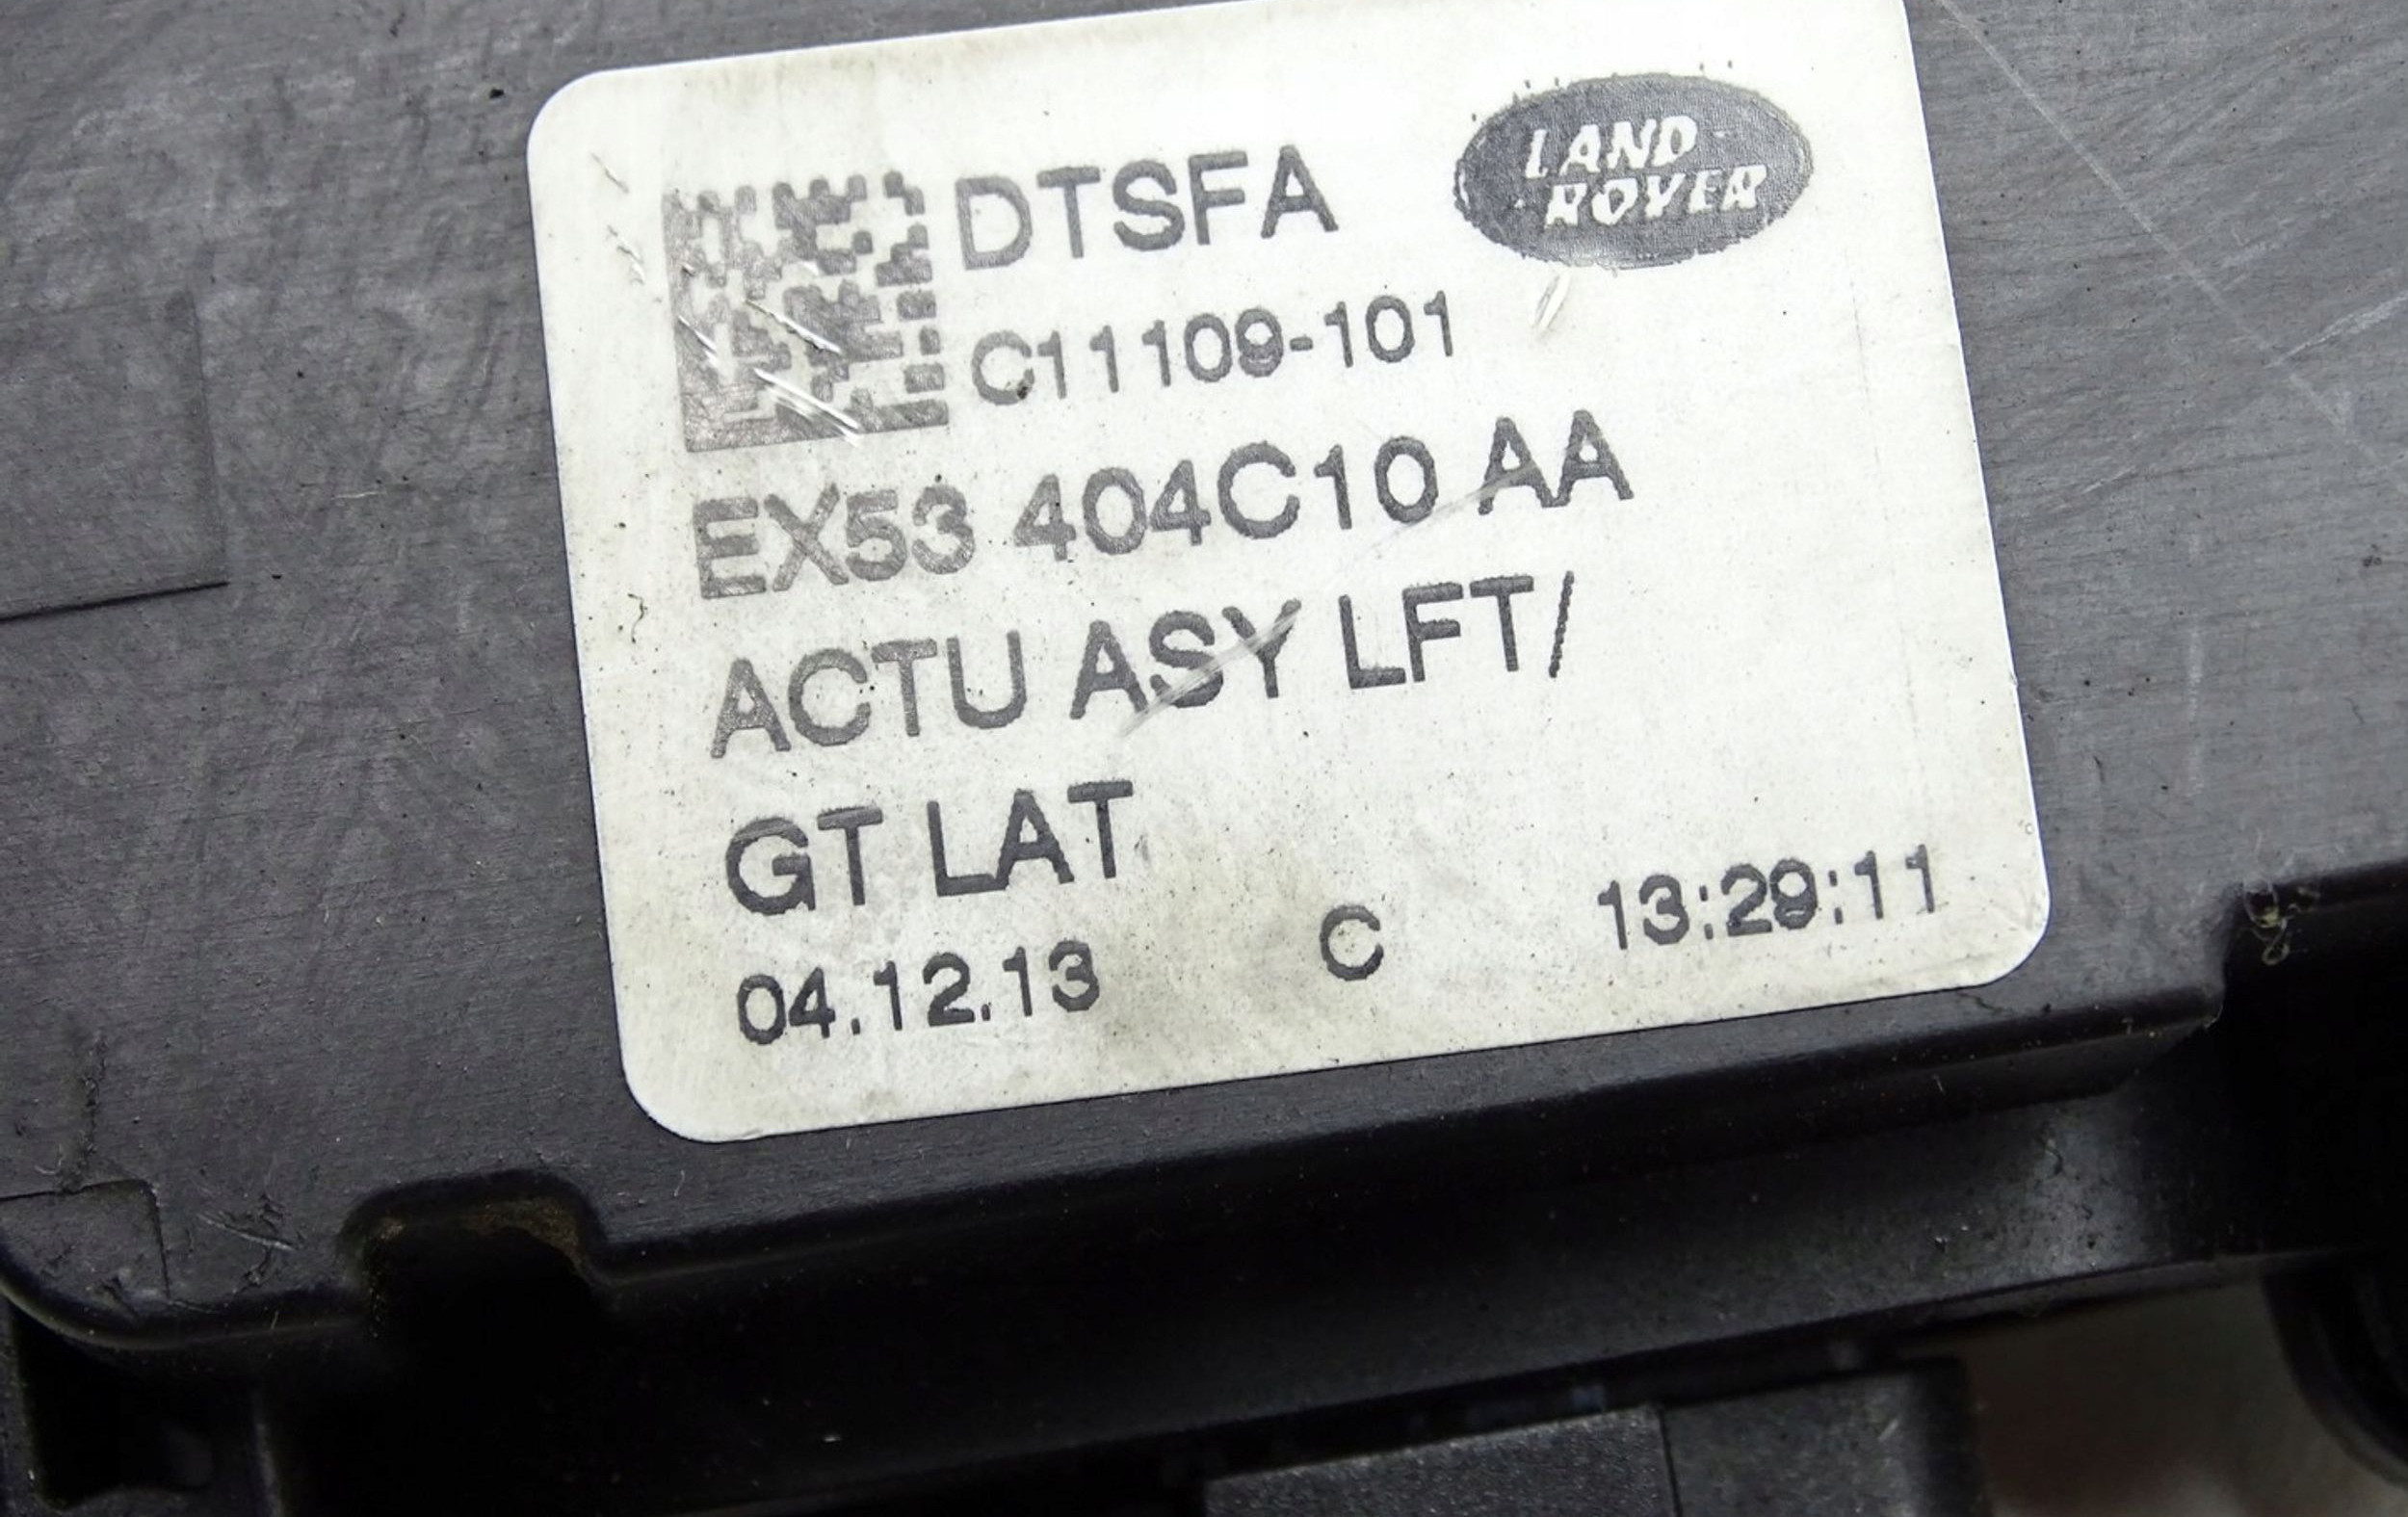 DTSFA
LAND
ROVER
C11109-101
EX53 404C10 AA
ACTU ASY LFT/
GT LAT
04.12.13 C 13:29:11